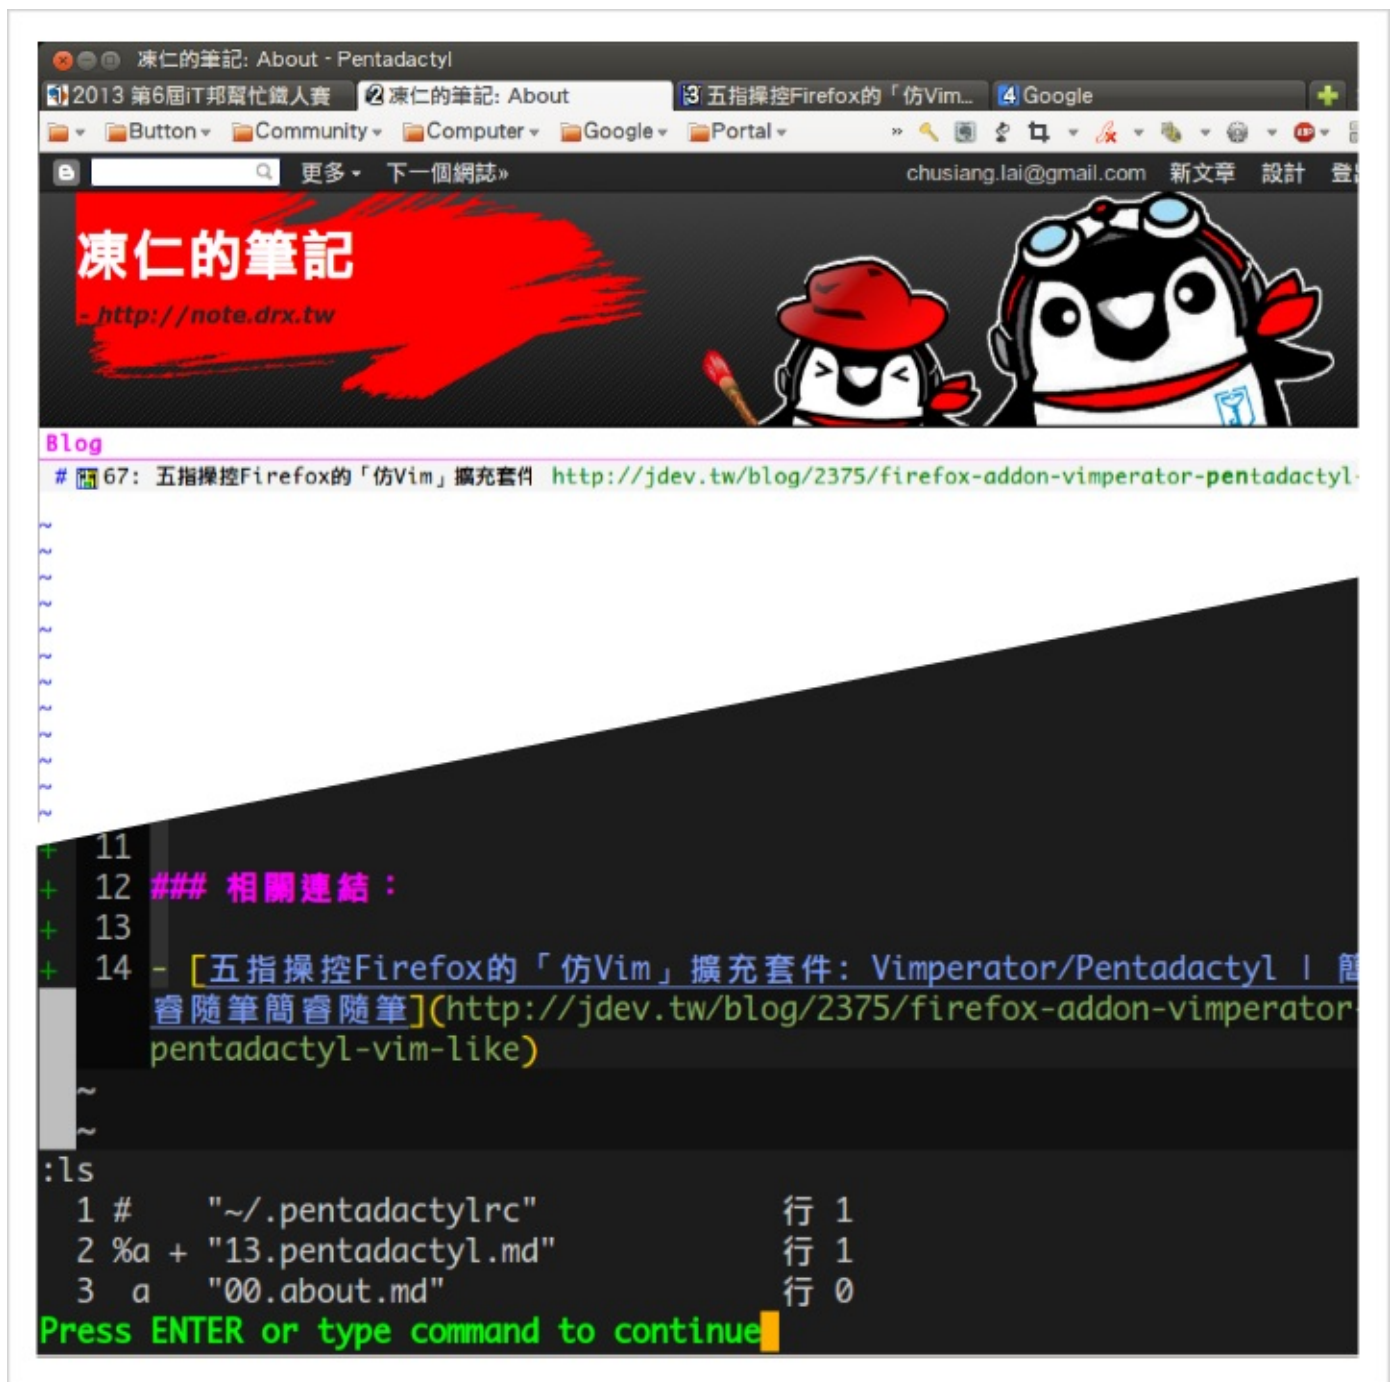 凍仁的筆記: About - Pentadactyl
1 2013 第6屆iT邦幫忙鐵人賽 2 凍仁的筆記: About 3 五指操控Firefox的「仿Vim... 4 Google
Button Community Computer Google Portal »
更多 下一個網誌» chusiang.lai@gmail.com 新文章 設計
凍仁的筆記
- http://note.drx.tw
Blog
# 67: 五指操控Firefox的「仿Vim」擴充套件 http://jdev.tw/blog/2375/firefox-addon-vimperator-pentadactyl-
~
~
~
~
~
~
~
~
~
~
~
~
+ 11
+ 12 ### 相關連結：
+ 13
+ 14 - [五指操控Firefox的「仿Vim」擴充套件: Vimperator/Pentadactyl | 簡
睿隨筆簡睿隨筆](http://jdev.tw/blog/2375/firefox-addon-vimperator-
pentadactyl-vim-like)
~
~
:ls
1 # "~/.pentadactylrc" 行 1
2 %a + "13.pentadactyl.md" 行 1
3 a "00.about.md" 行 0
Press ENTER or type command to continue